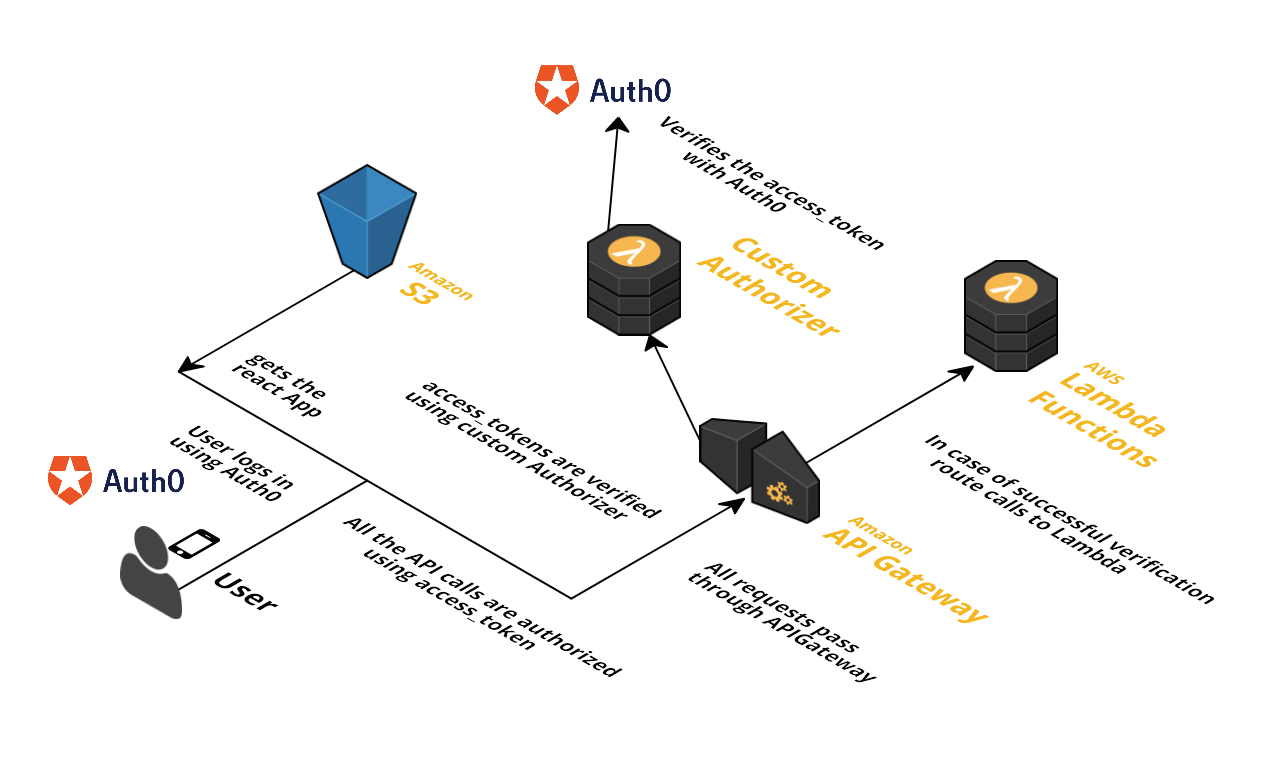 Auth0
Verifies the access_token
with Auth0
Custom
Authorizer
Amazon
S3
gets the
react App
access_tokens are verified
using custom Authorizer
AWS
Lambda
Functions
User logs in
using Auth0
Auth0
User
All the API calls are authorized
using access_token
In case of successful verification
route calls to Lambda
Amazon
API Gateway
All requests pass
through APIGateway